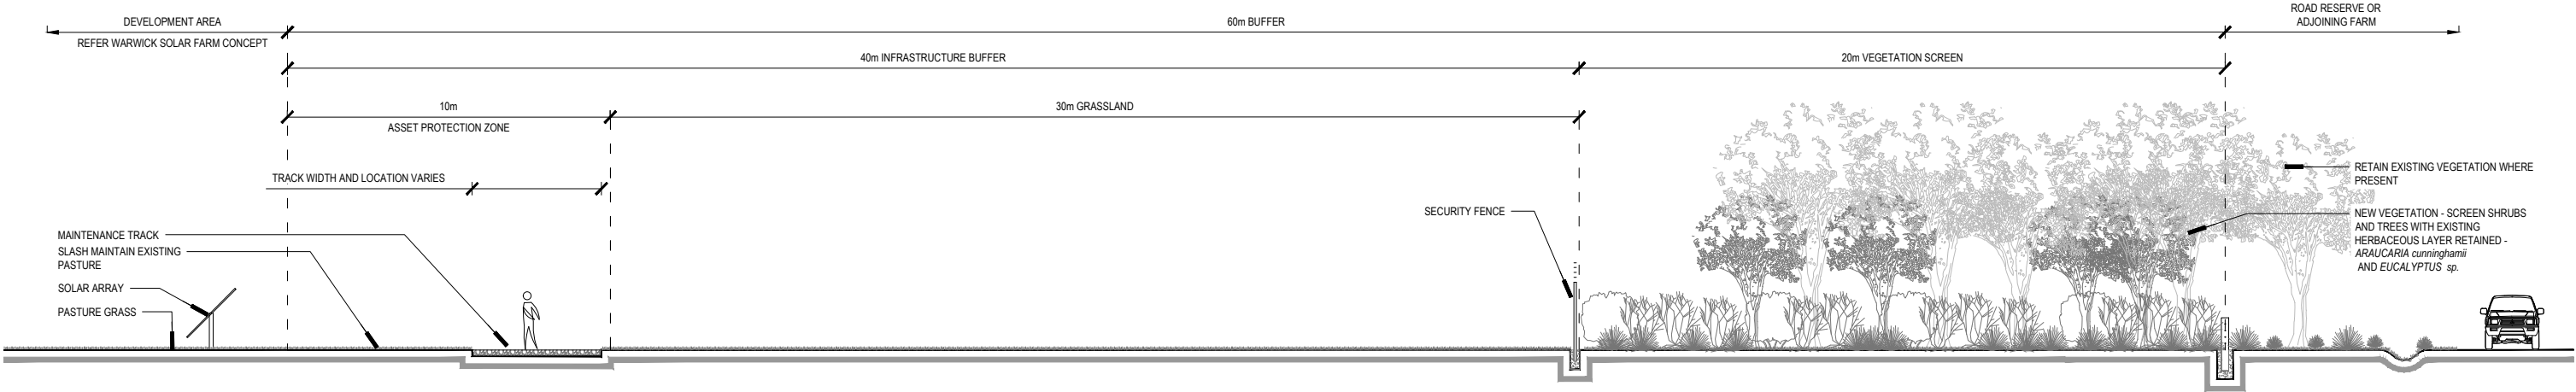 DEVELOPMENT AREA
REFER WARWICK SOLAR FARM CONCEPT
60m BUFFER
ROAD RESERVE OR
ADJOINING FARM
40m INFRASTRUCTURE BUFFER
20m VEGETATION SCREEN
10m
ASSET PROTECTION ZONE
30m GRASSLAND
TRACK WIDTH AND LOCATION VARIES
MAINTENANCE TRACK
SLASH MAINTAIN EXISTING
PASTURE
SOLAR ARRAY
PASTURE GRASS
SECURITY FENCE
RETAIN EXISTING VEGETATION WHERE
PRESENT
NEW VEGETATION - SCREEN SHRUBS
AND TREES WITH EXISTING
HERBACEOUS LAYER RETAINED -
ARAUCARIA cunninghamii
AND EUCALYPTUS sp.